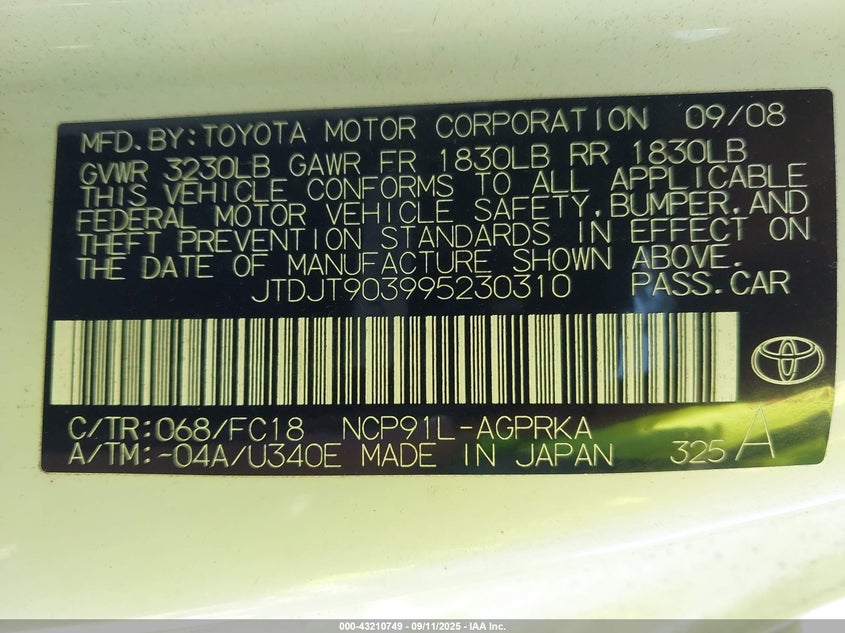 MFD.BY:TOYOTA MOTOR CORPORATION 09/08
GVWR 3230LB GAWR FR 1830LB RR 1830LB
THIS VEHICLE CONFORMS TO ALL APPLICABLE
FEDERAL MOTOR VEHICLE SAFETY,BUMPER,AND
THEFT PREVENTION STANDARDS IN EFFECT ON
THE DATE OF MANUFACTURE SHOWN ABOVE.
JTDJT903995230310 PASS.CAR
C/TR:068/FC18 NCP91L-AGPRKA
A/TM:-04A/U340E MADE IN JAPAN 325 A
000-43210749 - 09/11/2025 - IAA Inc.